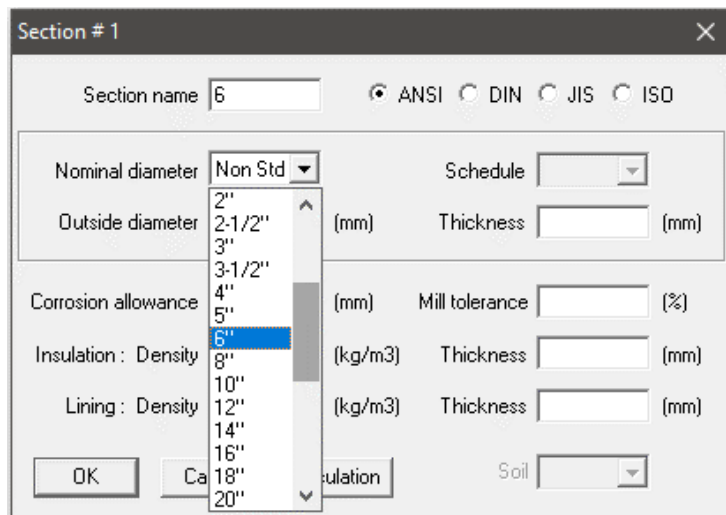 Section # 1
Section name 6 ANSI DIN JIS ISO
Nominal diameter Non Std Schedule
2"
Outside diameter 2-1/2" (mm) Thickness (mm)
3"
3-1/2"
4"
Corrosion allowance (mm) Mill tolerance (%)
5"
6"
Insulation : Density 8" (kg/m3) Thickness (mm)
10"
Lining : Density 12" (kg/m3) Thickness (mm)
14"
16"
OK Ca 18" ulation Soil
20"